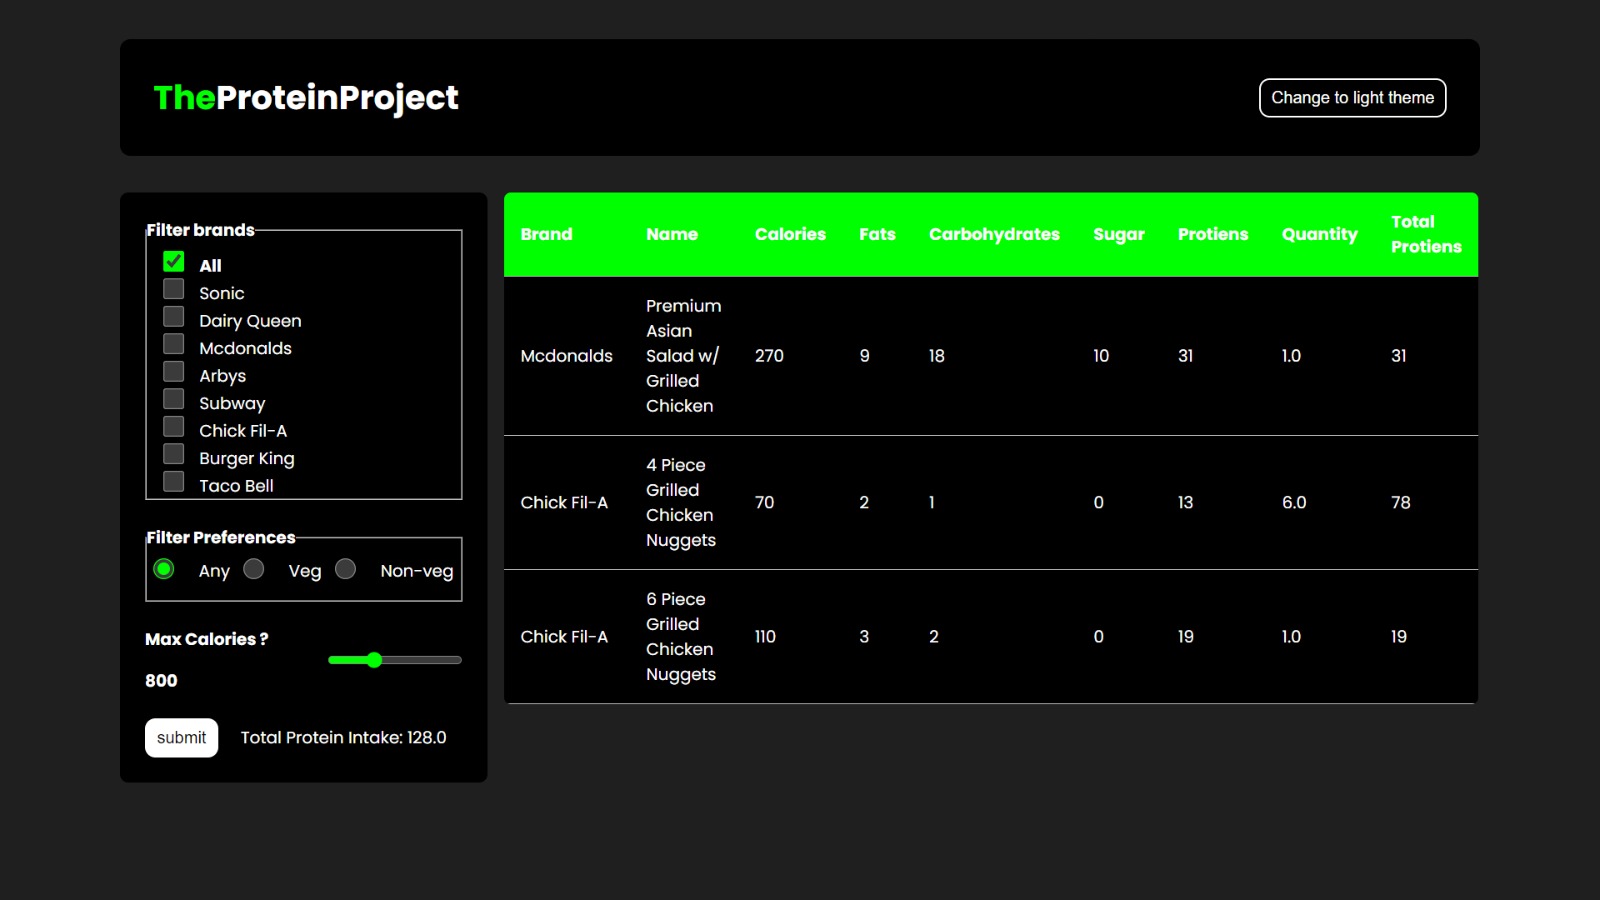 TheProteinProject
Change to light theme
Filter brands
All
Sonic
Dairy Queen
Mcdonalds
Arbys
Subway
Chick Fil-A
Burger King
Taco Bell
Filter Preferences
Any Veg Non-veg
Max Calories ?
800
submit Total Protein Intake: 128.0
Brand Name Calories Fats Carbohydrates Sugar Protiens Quantity Total
Protiens
Premium
Asian
Mcdonalds Salad w/ 270 9 18 10 31 1.0 31
Grilled
Chicken
4 Piece
Grilled
Chick Fil-A 70 2 1 0 13 6.0 78
Chicken
Nuggets
6 Piece
Grilled
Chick Fil-A 110 3 2 0 19 1.0 19
Chicken
Nuggets